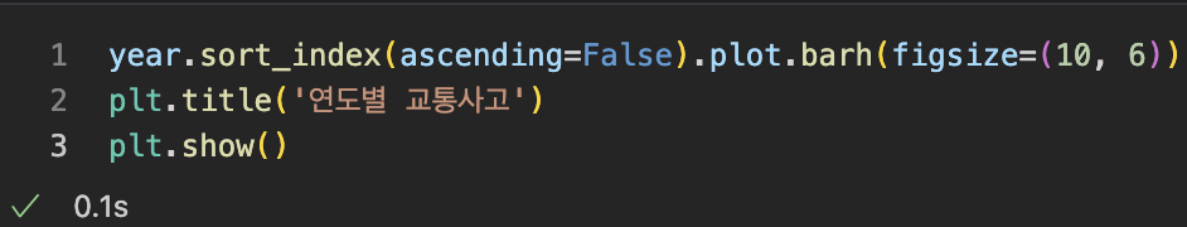 1 year.sort_index(ascending=False).plot.barh(figsize=(10, 6))
2 plt.title('연도별 교통사고')
3 plt.show()
0.1s